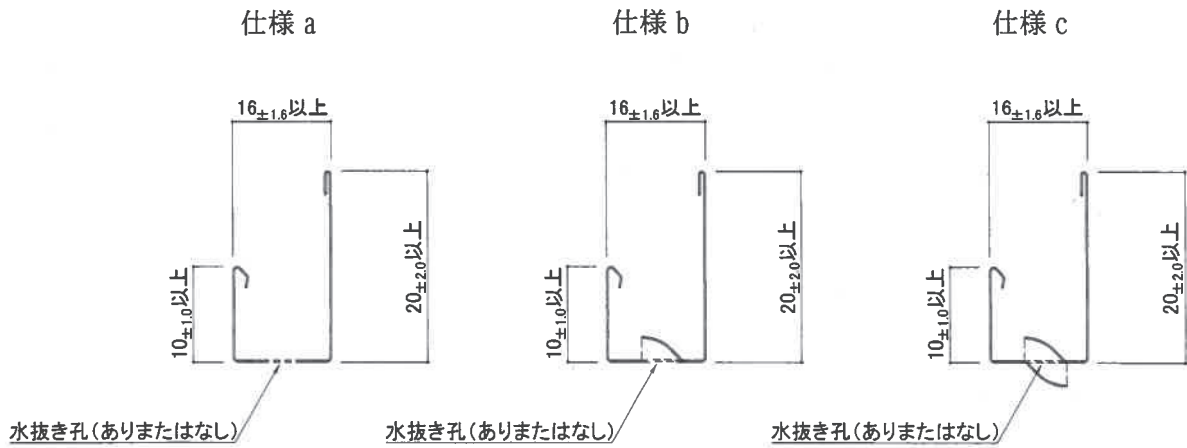 仕様 a
仕様 b
仕様 c
16±1.6以上
16±1.6以上
16±1.6以上
10±1.0以上
20±2.0以上
10±1.0以上
20±2.0以上
10±1.0以上
20±2.0以上
水抜き孔(ありまたはなし)
水抜き孔(ありまたはなし)
水抜き孔(ありまたはなし)